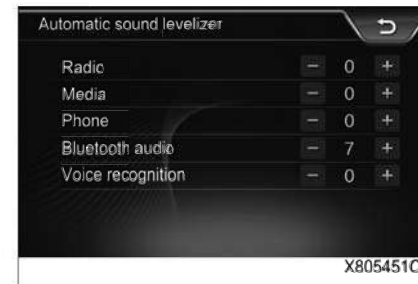 Automatic sound levelizer
Radio - 0 +
Media - 0 +
Phone - 0 +
Bluetooth audio - 7 +
Voice recognition - 0 +
X805451C